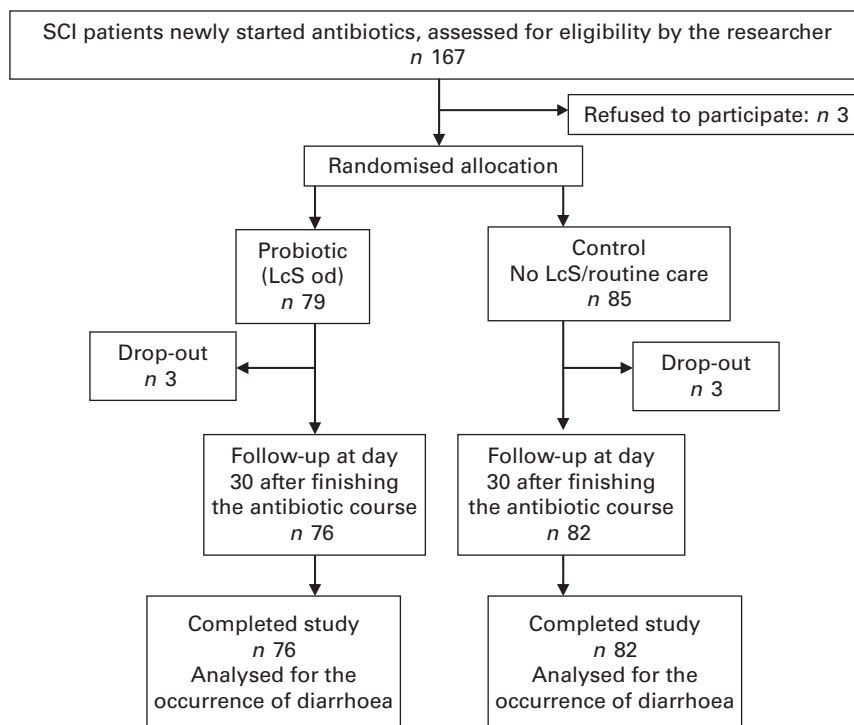 SCI patients newly started antibiotics, assessed for eligibility by the researcher
n 167
Refused to participate: n 3
Randomised allocation
Probiotic
(LcS od)
n 79
Control
No LcS/routine care
n 85
Drop-out
n 3
Drop-out
n 3
Follow-up at day
30 after finishing
the antibiotic course
n 76
Follow-up at day
30 after finishing
the antibiotic course
n 82
Completed study
n 76
Analysed for the
occurrence of diarrhoea
Completed study
n 82
Analysed for the
occurrence of diarrhoea